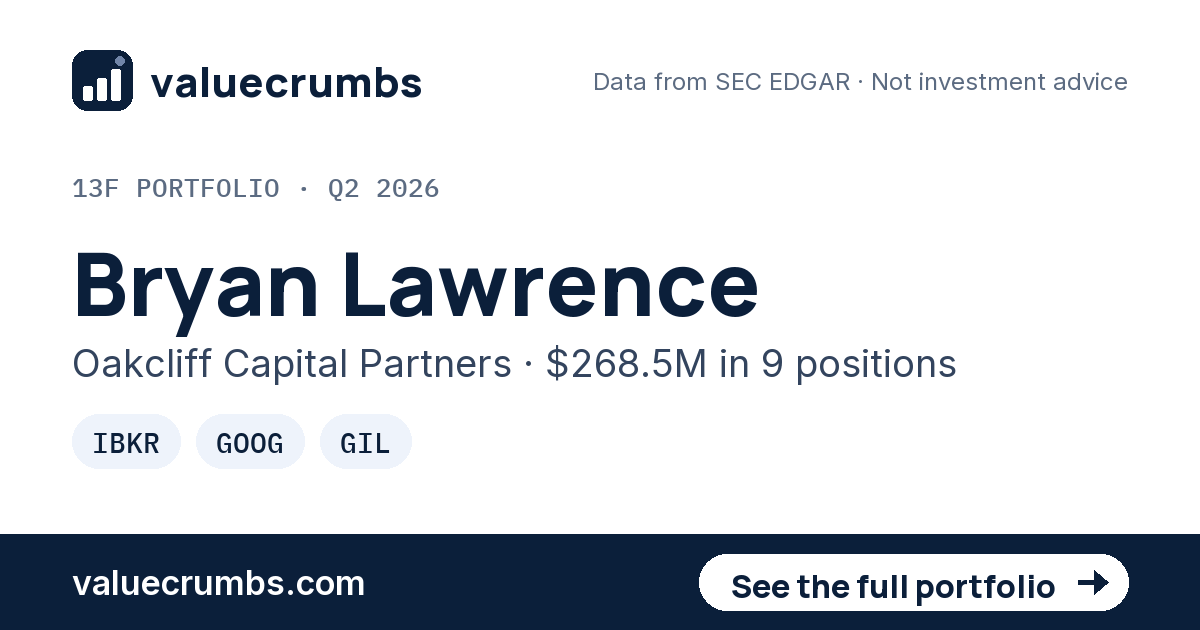 valuecrumbs
Data from SEC EDGAR · Not investment advice
13F PORTFOLIO · Q2 2026
Bryan Lawrence
Oakcliff Capital Partners · $268.5M in 9 positions
IBKR GOOG GIL
valuecrumbs.com
See the full portfolio →